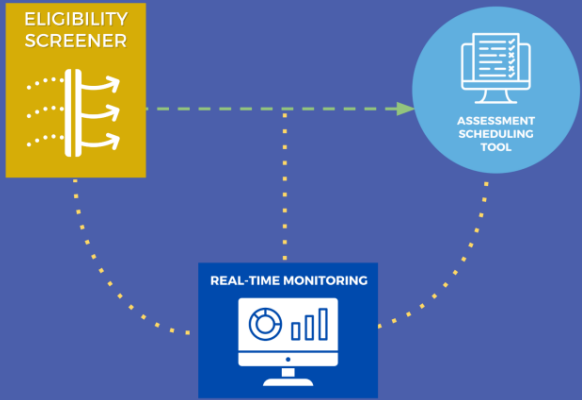 ELIGIBILITY
SCREENER
ASSESSMENT
SCHEDULING
TOOL
REAL-TIME MONITORING